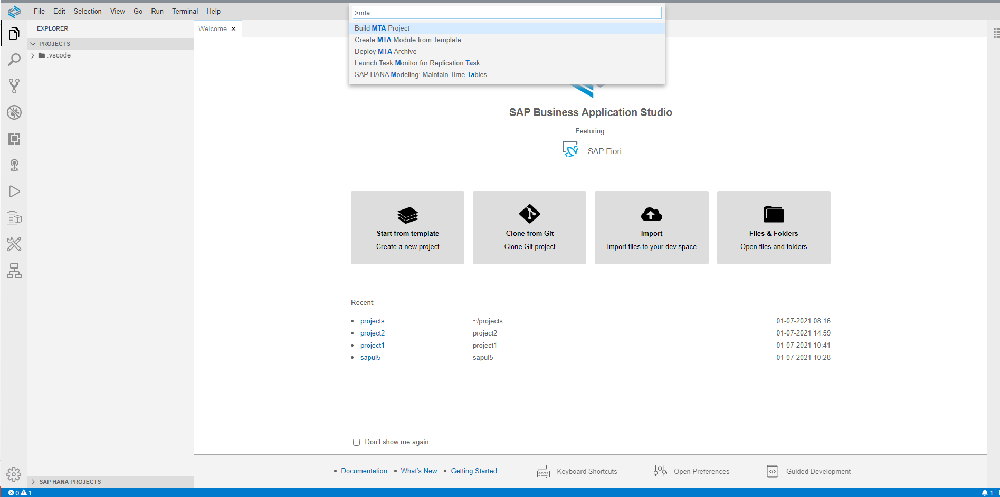 File Edit Selection View Go Run Terminal Help
>mta
Build MTA Project
Create MTA Module from Template
Deploy MTA Archive
Launch Task Monitor for Replication Task
SAP HANA Modeling: Maintain Time Tables
EXPLORER
PROJECTS
.vscode
SAP HANA PROJECTS
Welcome
SAP Business Application Studio
Featuring:
SAP Fiori
Start from template
Create a new project
Clone from Git
Clone Git project
Import
Import files to your dev space
Files & Folders
Open files and folders
Recent:
projects ~/projects 01-07-2021 08:16
project2 project2 01-07-2021 14:59
project1 project1 01-07-2021 10:41
sapui5 sapui5 01-07-2021 10:28
Don't show me again
Documentation What's New Getting Started Keyboard Shortcuts Open Preferences Guided Development
0 1 1